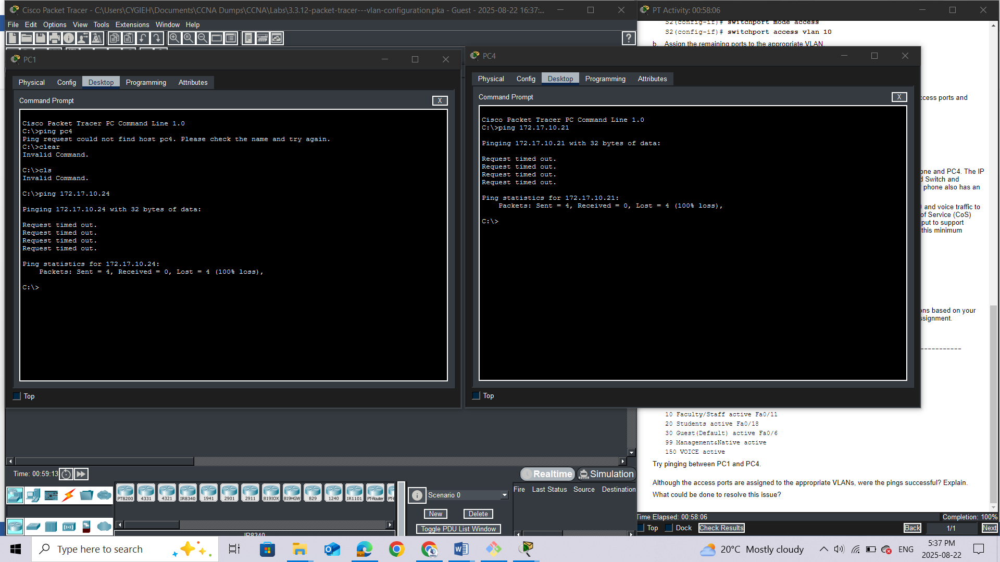 Cisco Packet Tracer - C:\Users\CYGIEH\Documents\CCNA Dumps\CCNA\Labs\3.3.12-packet-tracer---vlan-configuration.pka - Guest - 2025-08-22 16:37:...
File Edit Options View Tools Extensions Window Help
PC1
Physical Config Desktop Programming Attributes
Command Prompt
X
Cisco Packet Tracer PC Command Line 1.0
C:\>ping pc4
Ping request could not find host pc4. Please check the name and try again.
C:\>clear
Invalid Command.
C:\>cls
Invalid Command.
C:\>ping 172.17.10.24
Pinging 172.17.10.24 with 32 bytes of data:
Request timed out.
Request timed out.
Request timed out.
Request timed out.
Ping statistics for 172.17.10.24:
Packets: Sent = 4, Received = 0, Lost = 4 (100% loss),
C:\>
Top
PC4
Physical Config Desktop Programming Attributes
Command Prompt
X
Cisco Packet Tracer PC Command Line 1.0
C:\>ping 172.17.10.21
Pinging 172.17.10.21 with 32 bytes of data:
Request timed out.
Request timed out.
Request timed out.
Request timed out.
Ping statistics for 172.17.10.21:
Packets: Sent = 4, Received = 0, Lost = 4 (100% loss),
C:\>
Top
PT Activity: 00:58:06
S2(config-if)# switchport mode access
S2(config-if)# switchport access vlan 10
b. Assign the remaining ports to the appropriate VLAN.
ccess ports and
one and PC4. The IP
d Switch and
phone also has an
and voice traffic to
of Service (CoS)
put to support
this minimum
ons based on your
ssignment.
-----------
10 Faculty/Staff active Fa0/11
20 Students active Fa0/18
30 Guest(Default) active Fa0/6
99 Management&Native active
150 VOICE active
Try pinging between PC1 and PC4.
Although the access ports are assigned to the appropriate VLANs, were the pings successful? Explain.
What could be done to resolve this issue?
Time Elapsed: 00:58:06
Completion: 100%
Top Dock Check Results Back 1/1 Next
Time: 00:59:13
Realtime Simulation
PT8200 4331 4321 IR8340 1941 2901 2911 819IOX 819HGW 829 1240 IR1101 PT-Router
IR8340
Scenario 0
New Delete
Toggle PDU List Window
Fire Last Status Source Destination
Type here to search
20°C Mostly cloudy
ENG
5:37 PM
2025-08-22